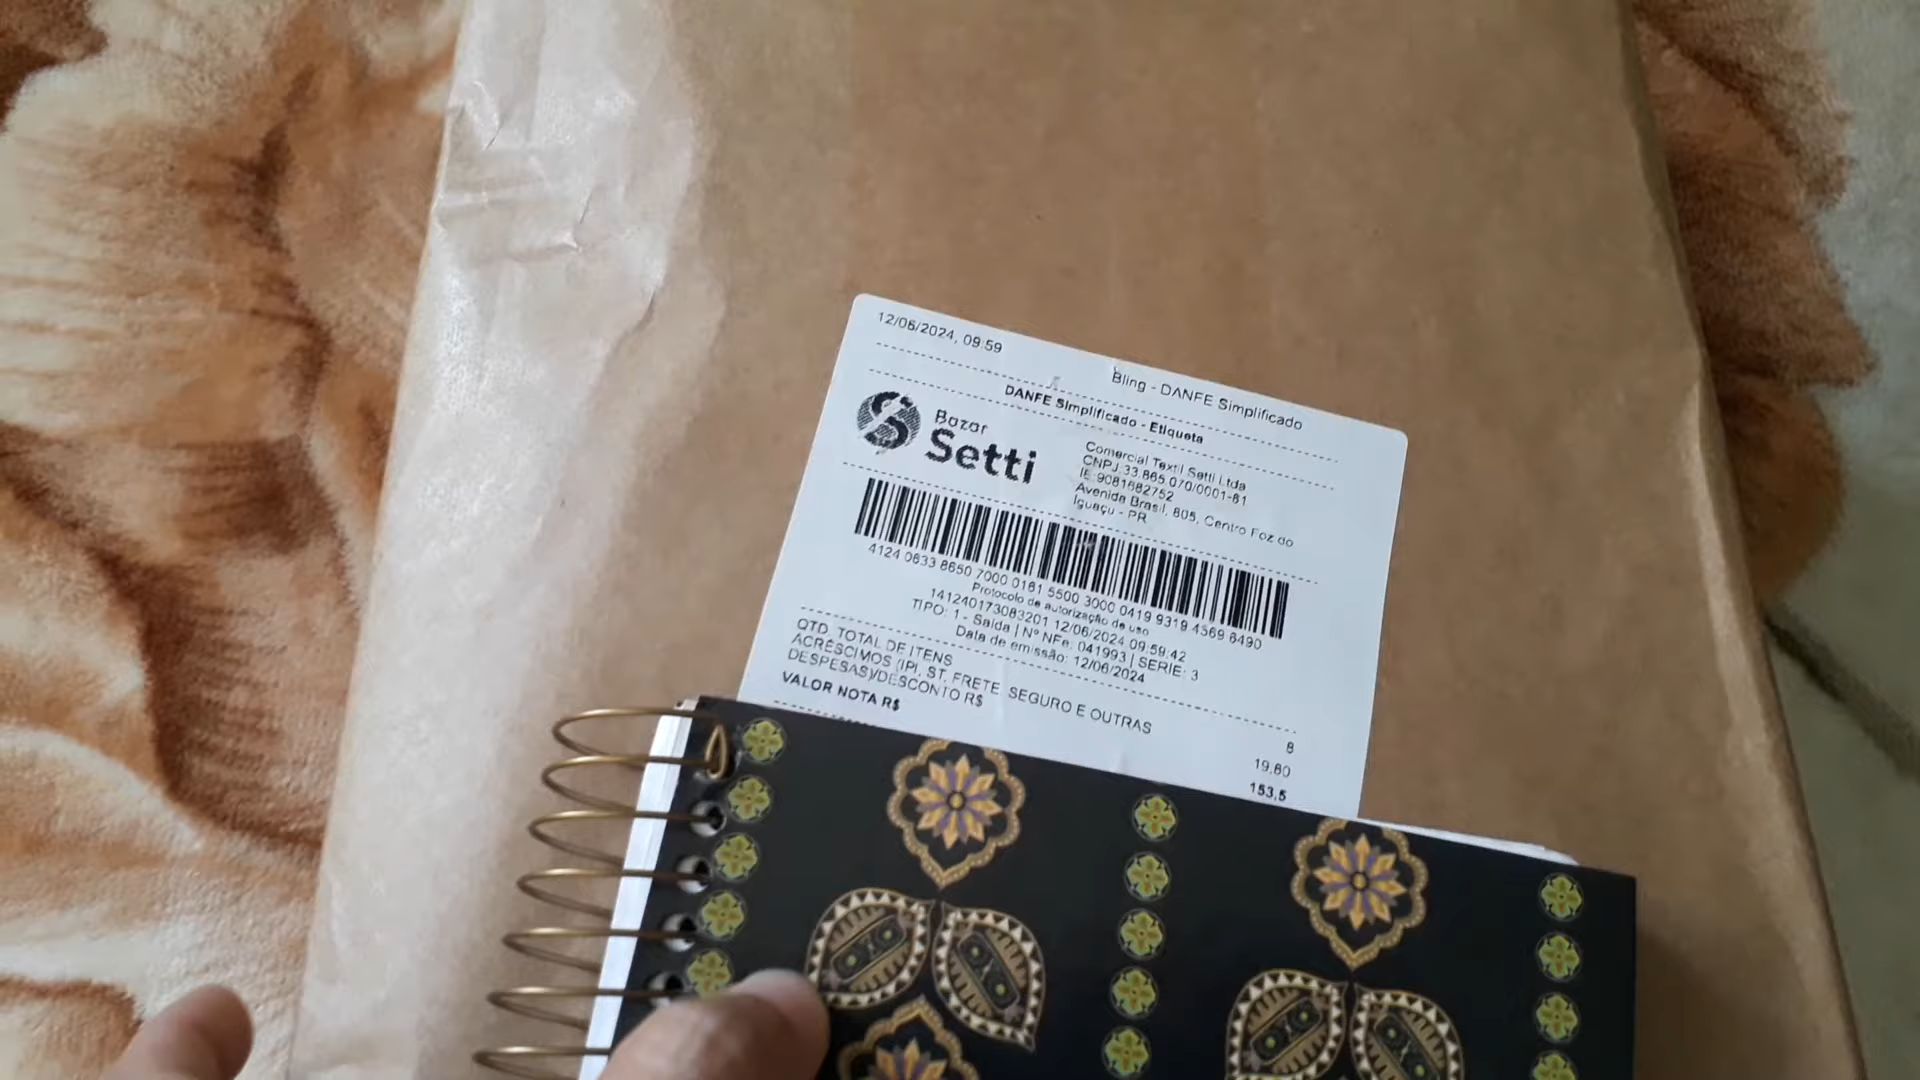 12/06/2024, 09:59
Bling - DANFE Simplificado
DANFE Simplificado - Etiqueta
Bazar
Setti
Comercial Textil Setti Ltda
CNPJ:33.865.070/0001-81
IE:9081682752
Avenida Brasil, 805, Centro Foz do
Iguaçu - PR
4124 0633 8650 7000 0181 5500 3000 0419 9319 4569 8490
Protocolo de autorização de uso
141240173083201 12/06/2024 09:59:42
TIPO: 1 - Saída | Nº NFe: 041993 | SERIE: 3
Data de emissão: 12/06/2024
QTD. TOTAL DE ITENS 8
ACRÉSCIMOS (IPI, ST, FRETE, SEGURO E OUTRAS
DESPESAS)/DESCONTO R$ 19,80
VALOR NOTA R$ 153,5